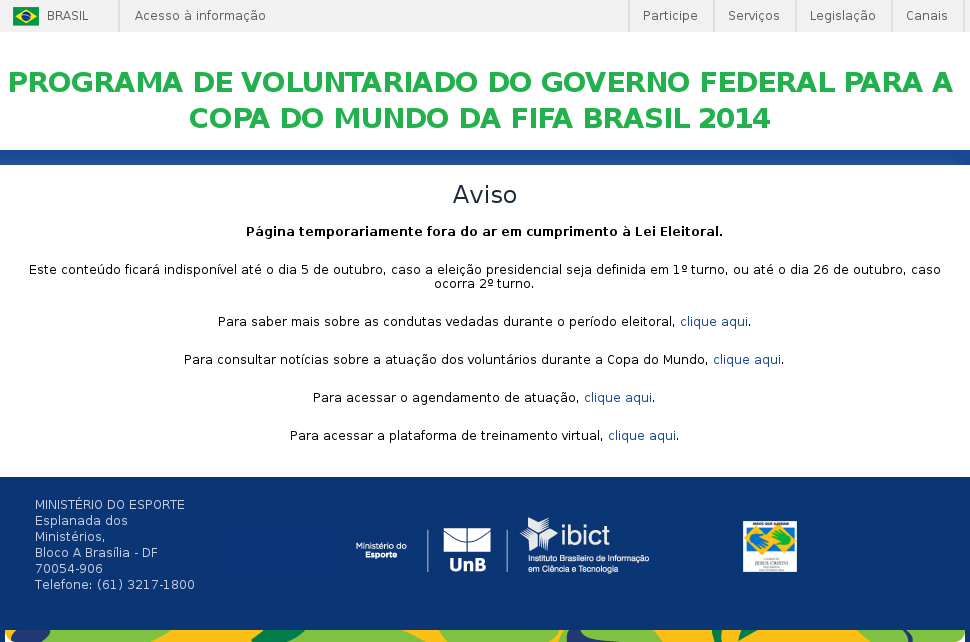 BRASIL Acesso à informação Participe Serviços Legislação Canais
PROGRAMA DE VOLUNTARIADO DO GOVERNO FEDERAL PARA A
COPA DO MUNDO DA FIFA BRASIL 2014
Aviso
Página temporariamente fora do ar em cumprimento à Lei Eleitoral.
Este conteúdo ficará indisponível até o dia 5 de outubro, caso a eleição presidencial seja definida em 1º turno, ou até o dia 26 de outubro, caso
ocorra 2º turno.
Para saber mais sobre as condutas vedadas durante o período eleitoral, clique aqui.
Para consultar notícias sobre a atuação dos voluntários durante a Copa do Mundo, clique aqui.
Para acessar o agendamento de atuação, clique aqui.
Para acessar a plataforma de treinamento virtual, clique aqui.
MINISTÉRIO DO ESPORTE
Esplanada dos
Ministérios,
Bloco A Brasília - DF
70054-906
Telefone: (61) 3217-1800
Ministério do
Esporte
UnB
ibict
Instituto Brasileiro de Informação
em Ciência e Tecnologia
MÃOS QUE AJUDAM
JESUS CRISTO